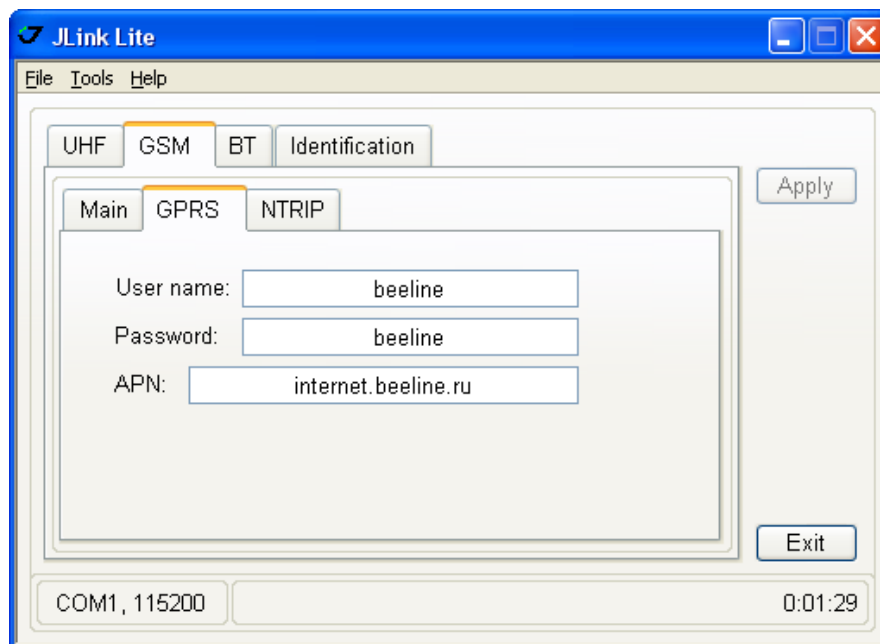 JLink Lite
File Tools Help
UHF GSM BT Identification
Apply
Main GPRS NTRIP
User name: beeline
Password: beeline
APN: internet.beeline.ru
Exit
COM1, 115200 0:01:29